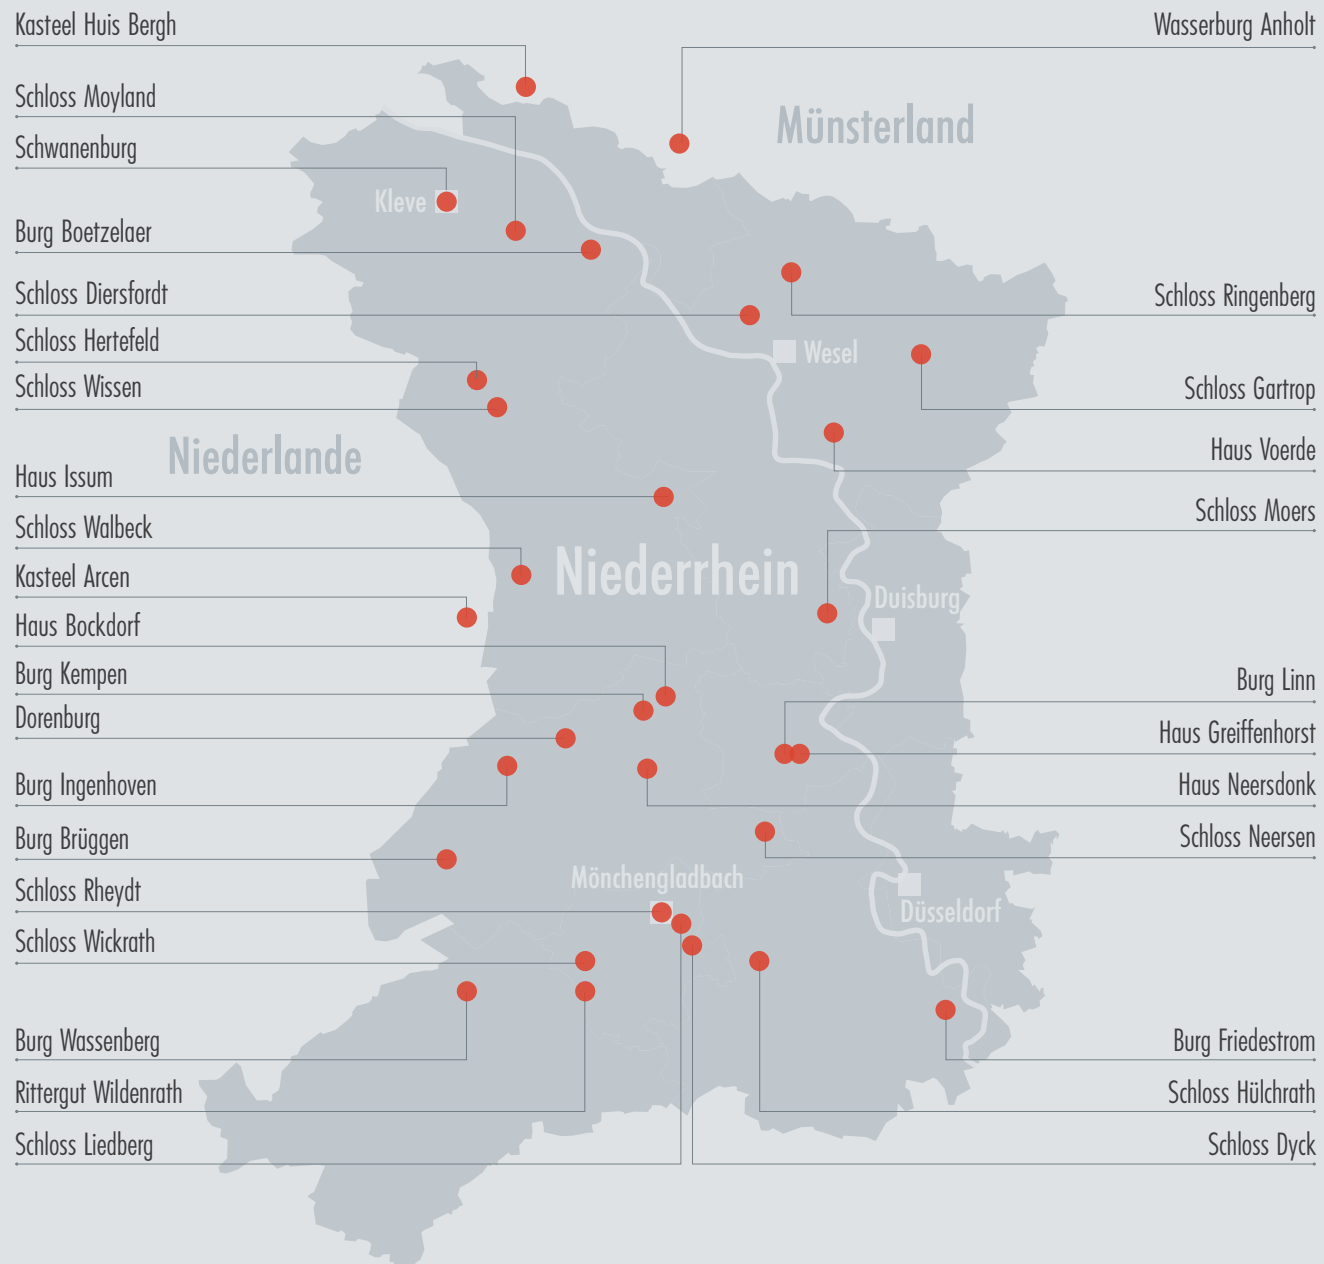 Kasteel Huis Bergh
Wasserburg Anholt
Schloss Moyland
Münsterland
Schwanenburg
Kleve
Burg Boetzelaer
Schloss Diersfordt
Schloss Ringenberg
Schloss Hertefeld
Wesel
Schloss Wissen
Schloss Gartrop
Niederlande
Haus Voerde
Haus Issum
Schloss Moers
Schloss Walbeck
Niederrhein
Kasteel Arcen
Duisburg
Haus Bockdorf
Burg Kempen
Burg Linn
Dorenburg
Haus Greiffenhorst
Burg Ingenhoven
Haus Neersdonk
Burg Brüggen
Schloss Neersen
Mönchengladbach
Schloss Rheydt
Düsseldorf
Schloss Wickrath
Burg Wassenberg
Burg Friedestrom
Rittergut Wildenrath
Schloss Hülchrath
Schloss Liedberg
Schloss Dyck